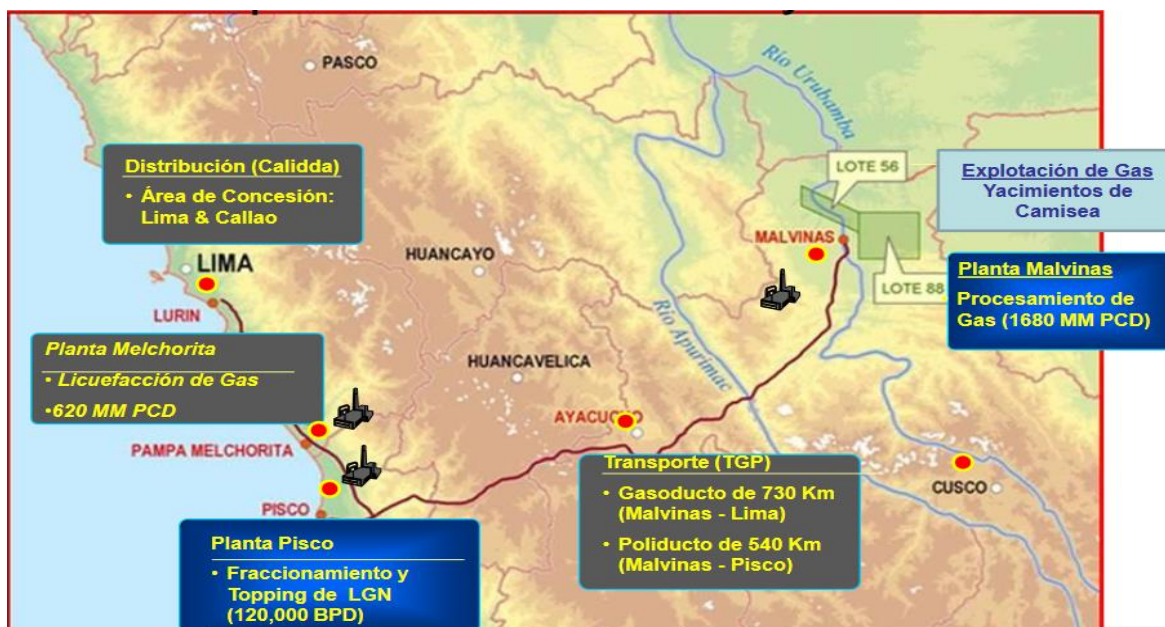 PASCO
Río Urubamba
Distribución (Calidda)
• Área de Concesión:
Lima & Callao
LOTE 56
Explotación de Gas
Yacimientos de
Camisea
HUANCAYO
MALVINAS
LIMA
LOTE 88
Planta Malvinas
Procesamiento de
Gas (1680 MM PCD)
LURIN
Río Apurimac
Planta Melchorita
• Licuefacción de Gas
•620 MM PCD
HUANCAVELICA
AYACUCHO
PAMPA MELCHORITA
Transporte (TGP)
• Gasoducto de 730 Km
(Malvinas - Lima)
• Poliducto de 540 Km
(Malvinas - Pisco)
CUSCO
PISCO
Planta Pisco
• Fraccionamiento y
Topping de LGN
(120,000 BPD)